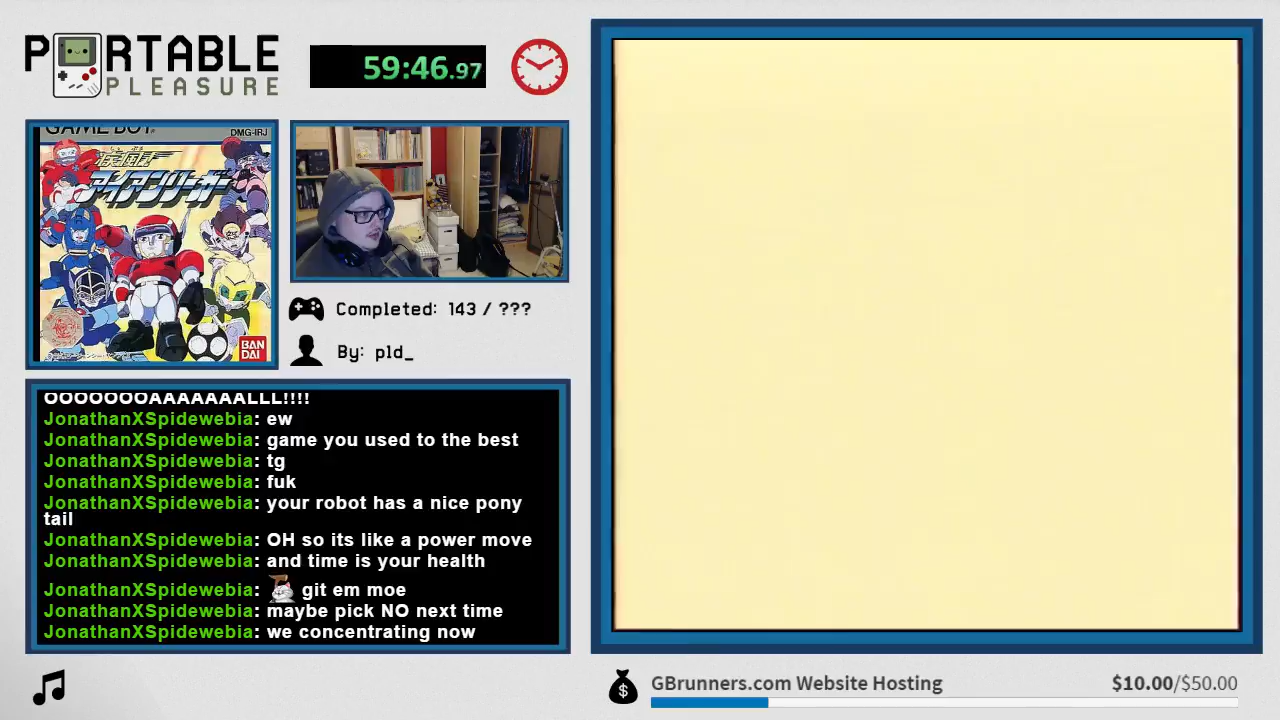 PORTABLE
PLEASURE
59:46.97
GAME BOY
DMG-IRJ
疾風
アイアンリーガー
BAN
DAI
Completed: 143 / ???
By: pld_
OOOOOOOAAAAAAALLL!!!!
JonathanXSpidewebia: ew
JonathanXSpidewebia: game you used to the best
JonathanXSpidewebia: tg
JonathanXSpidewebia: fuk
JonathanXSpidewebia: your robot has a nice pony
tail
JonathanXSpidewebia: OH so its like a power move
JonathanXSpidewebia: and time is your health
JonathanXSpidewebia: git em moe
JonathanXSpidewebia: maybe pick NO next time
JonathanXSpidewebia: we concentrating now
GBrunners.com Website Hosting
$10.00/$50.00